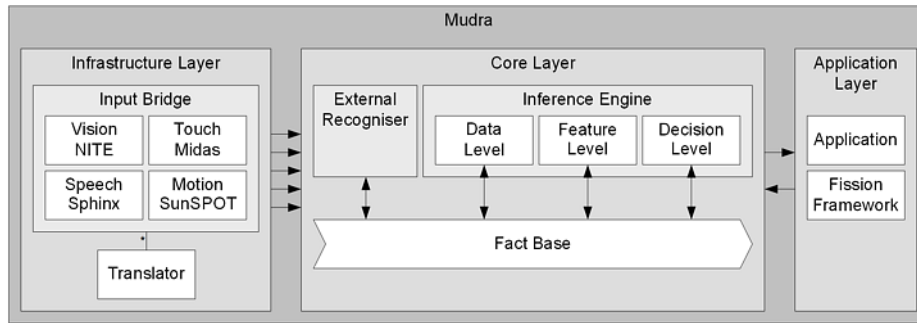 Mudra
Infrastructure Layer
Input Bridge
Vision
NITE
Touch
Midas
Speech
Sphinx
Motion
SunSPOT
*
Translator
Core Layer
External
Recogniser
Inference Engine
Data
Level
Feature
Level
Decision
Level
Fact Base
Application
Layer
Application
Fission
Framework